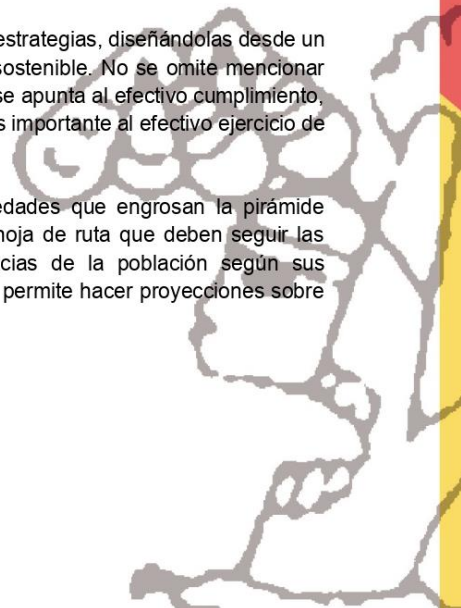 estrategias, diseñándolas desde un
sostenible. No se omite mencionar
se apunta al efectivo cumplimiento,
s importante al efectivo ejercicio de
edades que engrosan la pirámide
hoja de ruta que deben seguir las
cias de la población según sus
permite hacer proyecciones sobre